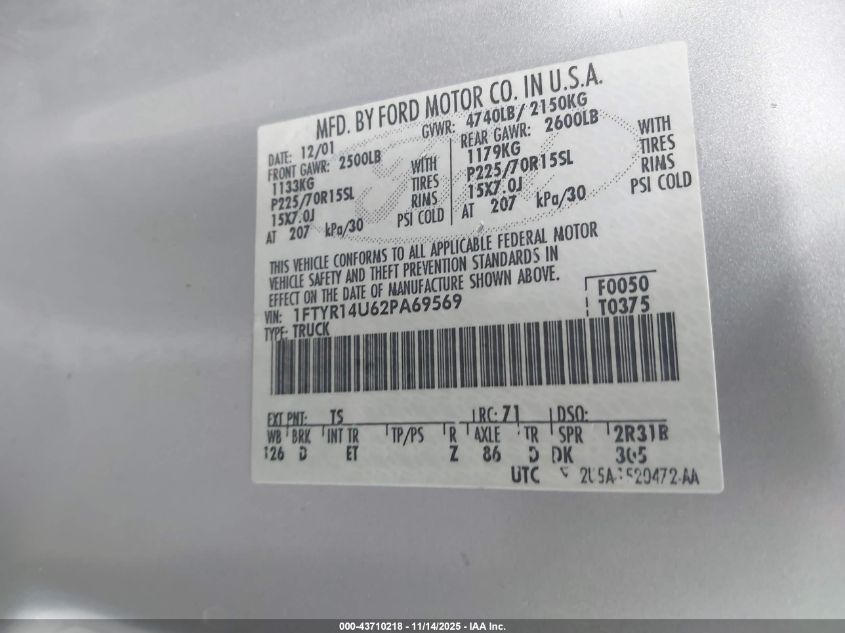 MFD. BY FORD MOTOR CO. IN U.S.A.
DATE: 12/01 GVWR: 4740LB/ 2150KG
FRONT GAWR: 2500LB REAR GAWR: 2600LB
1133KG WITH 1179KG WITH
P225/70R15SL TIRES P225/70R15SL TIRES
15X7.0J RIMS 15X7.0J RIMS
AT 207 kPa/30 PSI COLD AT 207 kPa/30 PSI COLD
THIS VEHICLE CONFORMS TO ALL APPLICABLE FEDERAL MOTOR
VEHICLE SAFETY AND THEFT PREVENTION STANDARDS IN
EFFECT ON THE DATE OF MANUFACTURE SHOWN ABOVE.
VIN: 1FTYR14U62PA69569 F0050
TYPE: TRUCK T0375
EXT PNT: TS RC: 71 DSO:
WB BRK INT TR TP/PS R AXLE TR SPR 2R31R
126 D ET Z 86 D DK 305
UTC
000-43710218 - 11/14/2025 - IAA Inc.